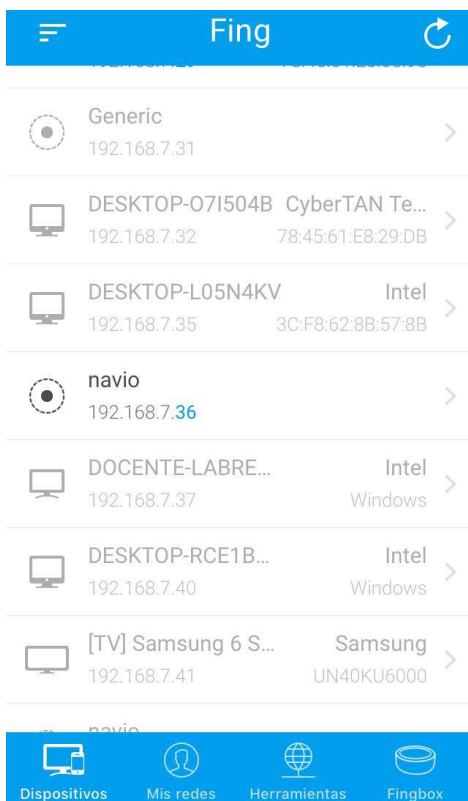 Fing
Generic
192.168.7.31
DESKTOP-O7I504B CyberTAN Te...
192.168.7.32 78:45:61:E8:29:DB
DESKTOP-L05N4KV Intel
192.168.7.35 3C:F8:62:8B:57:8B
navio
192.168.7.36
DOCENTE-LABRE... Intel
192.168.7.37 Windows
DESKTOP-RCE1B... Intel
192.168.7.40 Windows
[TV] Samsung 6 S... Samsung
192.168.7.41 UN40KU6000
navio
Dispositivos Mis redes Herramientas Fingbox